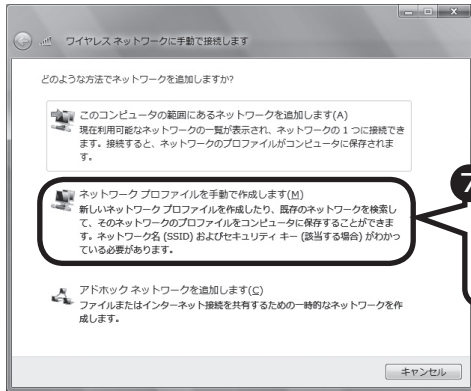 ワイヤレス ネットワークに手動で接続します
どのような方法でネットワークを追加しますか?
このコンピュータの範囲にあるネットワークを追加します(A)
現在利用可能なネットワークの一覧が表示され、ネットワークの 1 つに接続でき
ます。接続すると、ネットワークのプロファイルがコンピュータに保存されま
す。
ネットワーク プロファイルを手動で作成します(M)
新しいネットワーク プロファイルを作成したり、既存のネットワークを検索し
て、そのネットワークのプロファイルをコンピュータに保存することができま
す。ネットワーク名 (SSID) およびセキュリティ キー (該当する場合) がわかっ
ている必要があります。
7
アドホック ネットワークを追加します(C)
ファイルまたはインターネット接続を共有するための一時的なネットワークを作
成します。
キャンセル